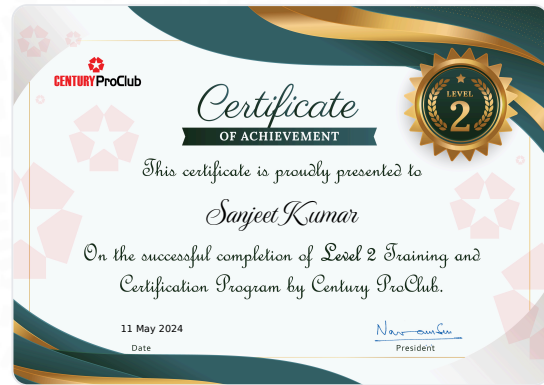 CENTURY ProClub
Certificate
OF ACHIEVEMENT
LEVEL
2
This certificate is proudly presented to
Sanjeet Kumar
On the successful completion of Level 2 Training and
Certification Program by Century ProClub.
11 May 2024
Date
President